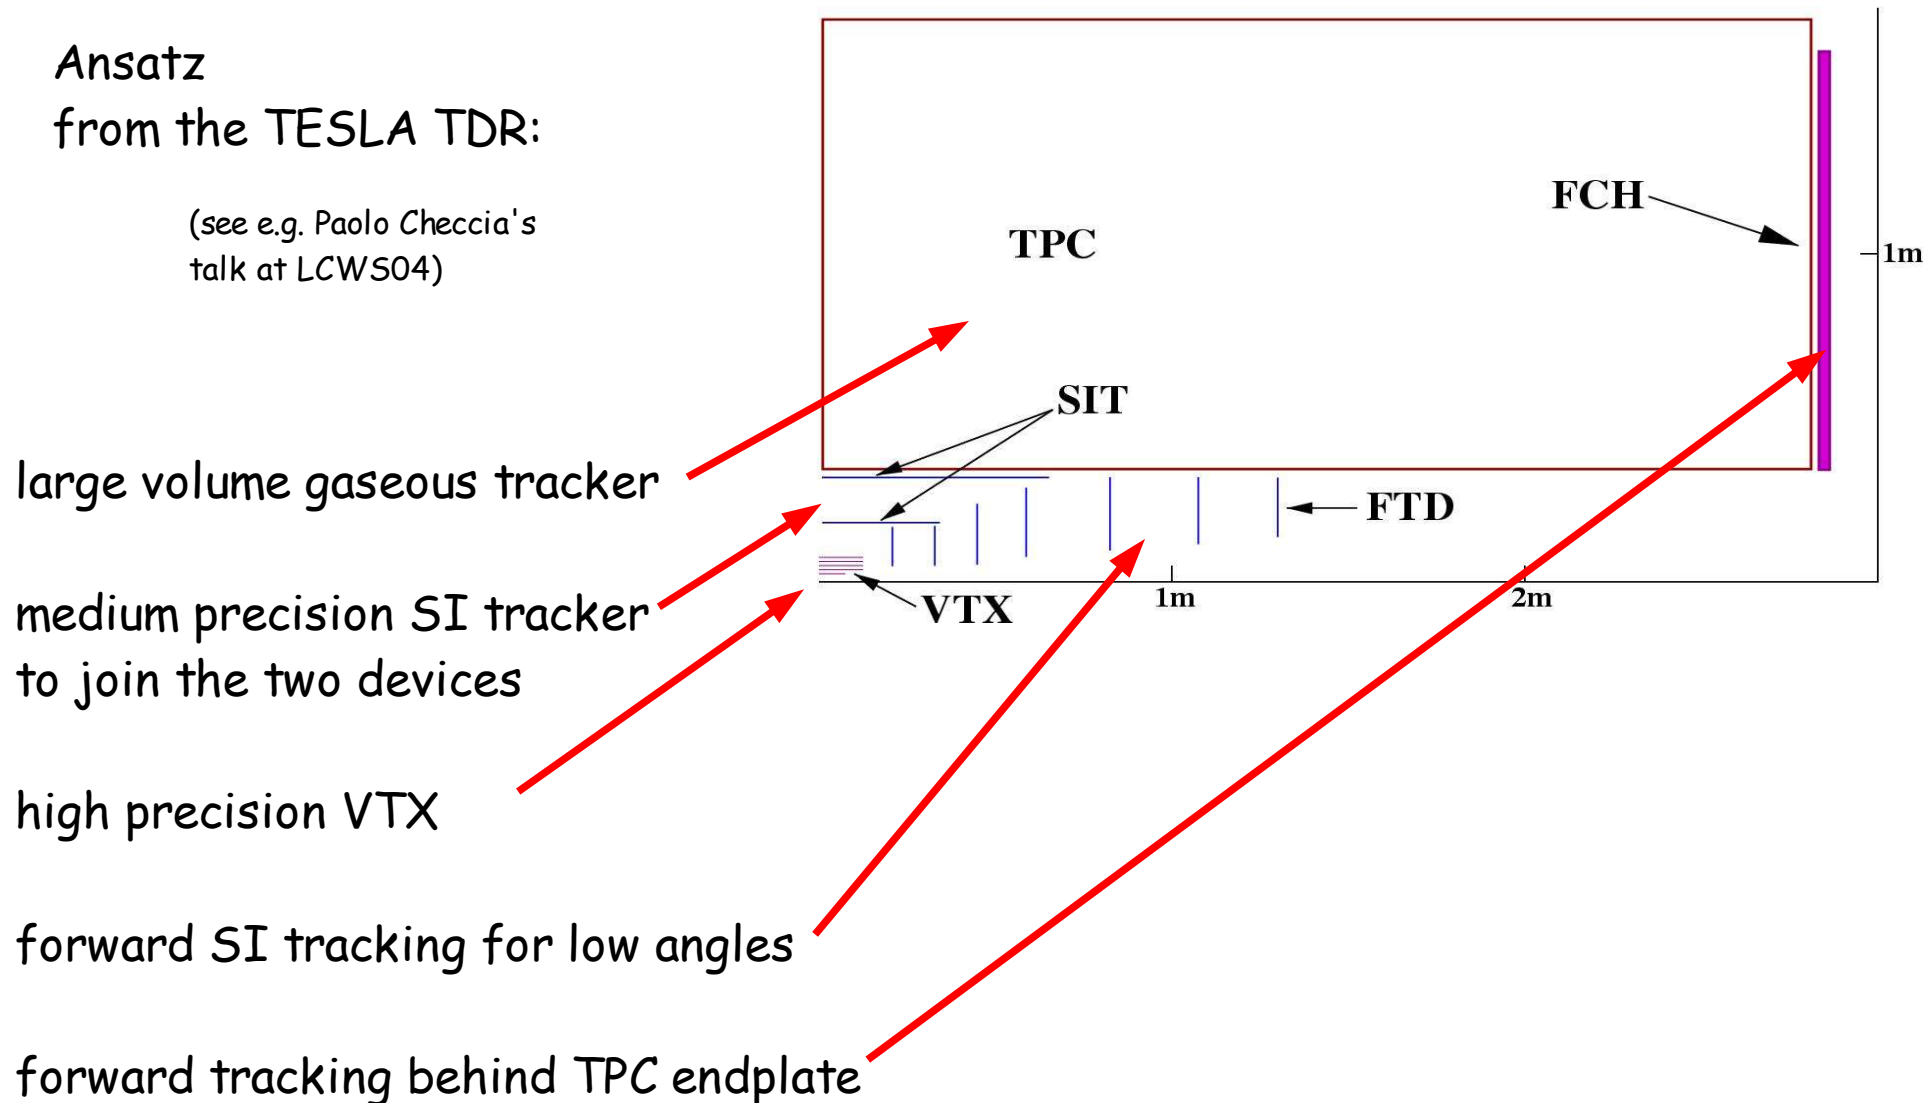 Ansatz
from the TESLA TDR:
(see e.g. Paolo Checcia's
talk at LCWS04)
FCH
TPC
1m
SIT
large volume gaseous tracker
FTD
medium precision SI tracker
to join the two devices
VTX
1m
2m
high precision VTX
forward SI tracking for low angles
forward tracking behind TPC endplate